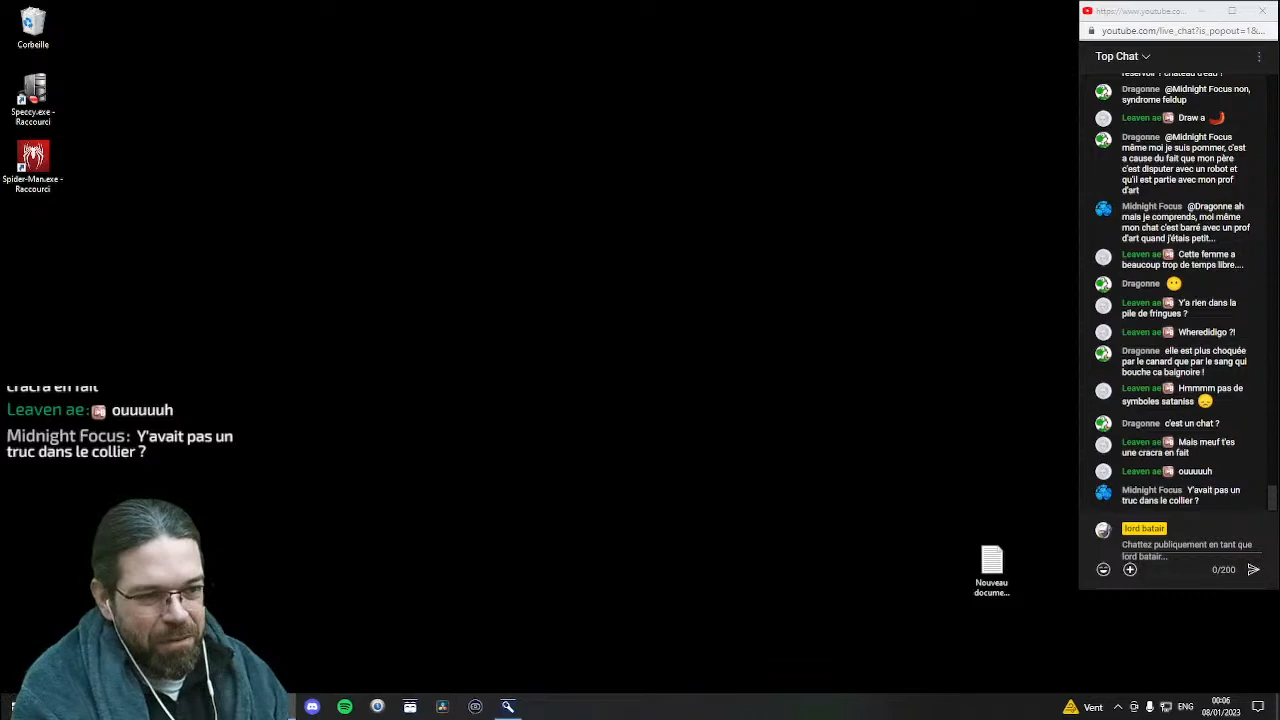 Corbeille
Speccy.exe -
Raccourci
Spider-Man.exe -
Raccourci
cracra en fait
Leaven ae: ouuuuuh
Midnight Focus: Y'avait pas un
truc dans le collier ?
Nouveau
docume...
https://www.youtube.co...
youtube.com/live_chat?is_popout=1&...
Top Chat
réservoir ? château d'eau ?
Dragonne @Midnight Focus non,
syndrome feldup
Leaven ae Draw a
Dragonne @Midnight Focus
même moi je suis pommer, c'est
a cause du fait que mon père
c'est disputer avec un robot et
qu'il est partie avec mon prof
d'art
Midnight Focus @Dragonne ah
mais je comprends, moi même
mon chat c'est barré avec un prof
d'art quand j'étais petit...
Leaven ae Cette femme a
beaucoup trop de temps libre....
Dragonne
Leaven ae Y'a rien dans la
pile de fringues ?
Leaven ae Wheredidigo ?!
Dragonne elle est plus choquée
par le canard que par le sang qui
bouche ca baignoire !
Leaven ae Hmmmm pas de
symboles sataniss
Dragonne c'est un chat ?
Leaven ae Mais meuf t'es
une cracra en fait
Leaven ae ouuuuuh
Midnight Focus Y'avait pas un
truc dans le collier ?
lord batair
Chattez publiquement en tant que
lord batair...
0/200
Vert
ENG
00:06
08/01/2023